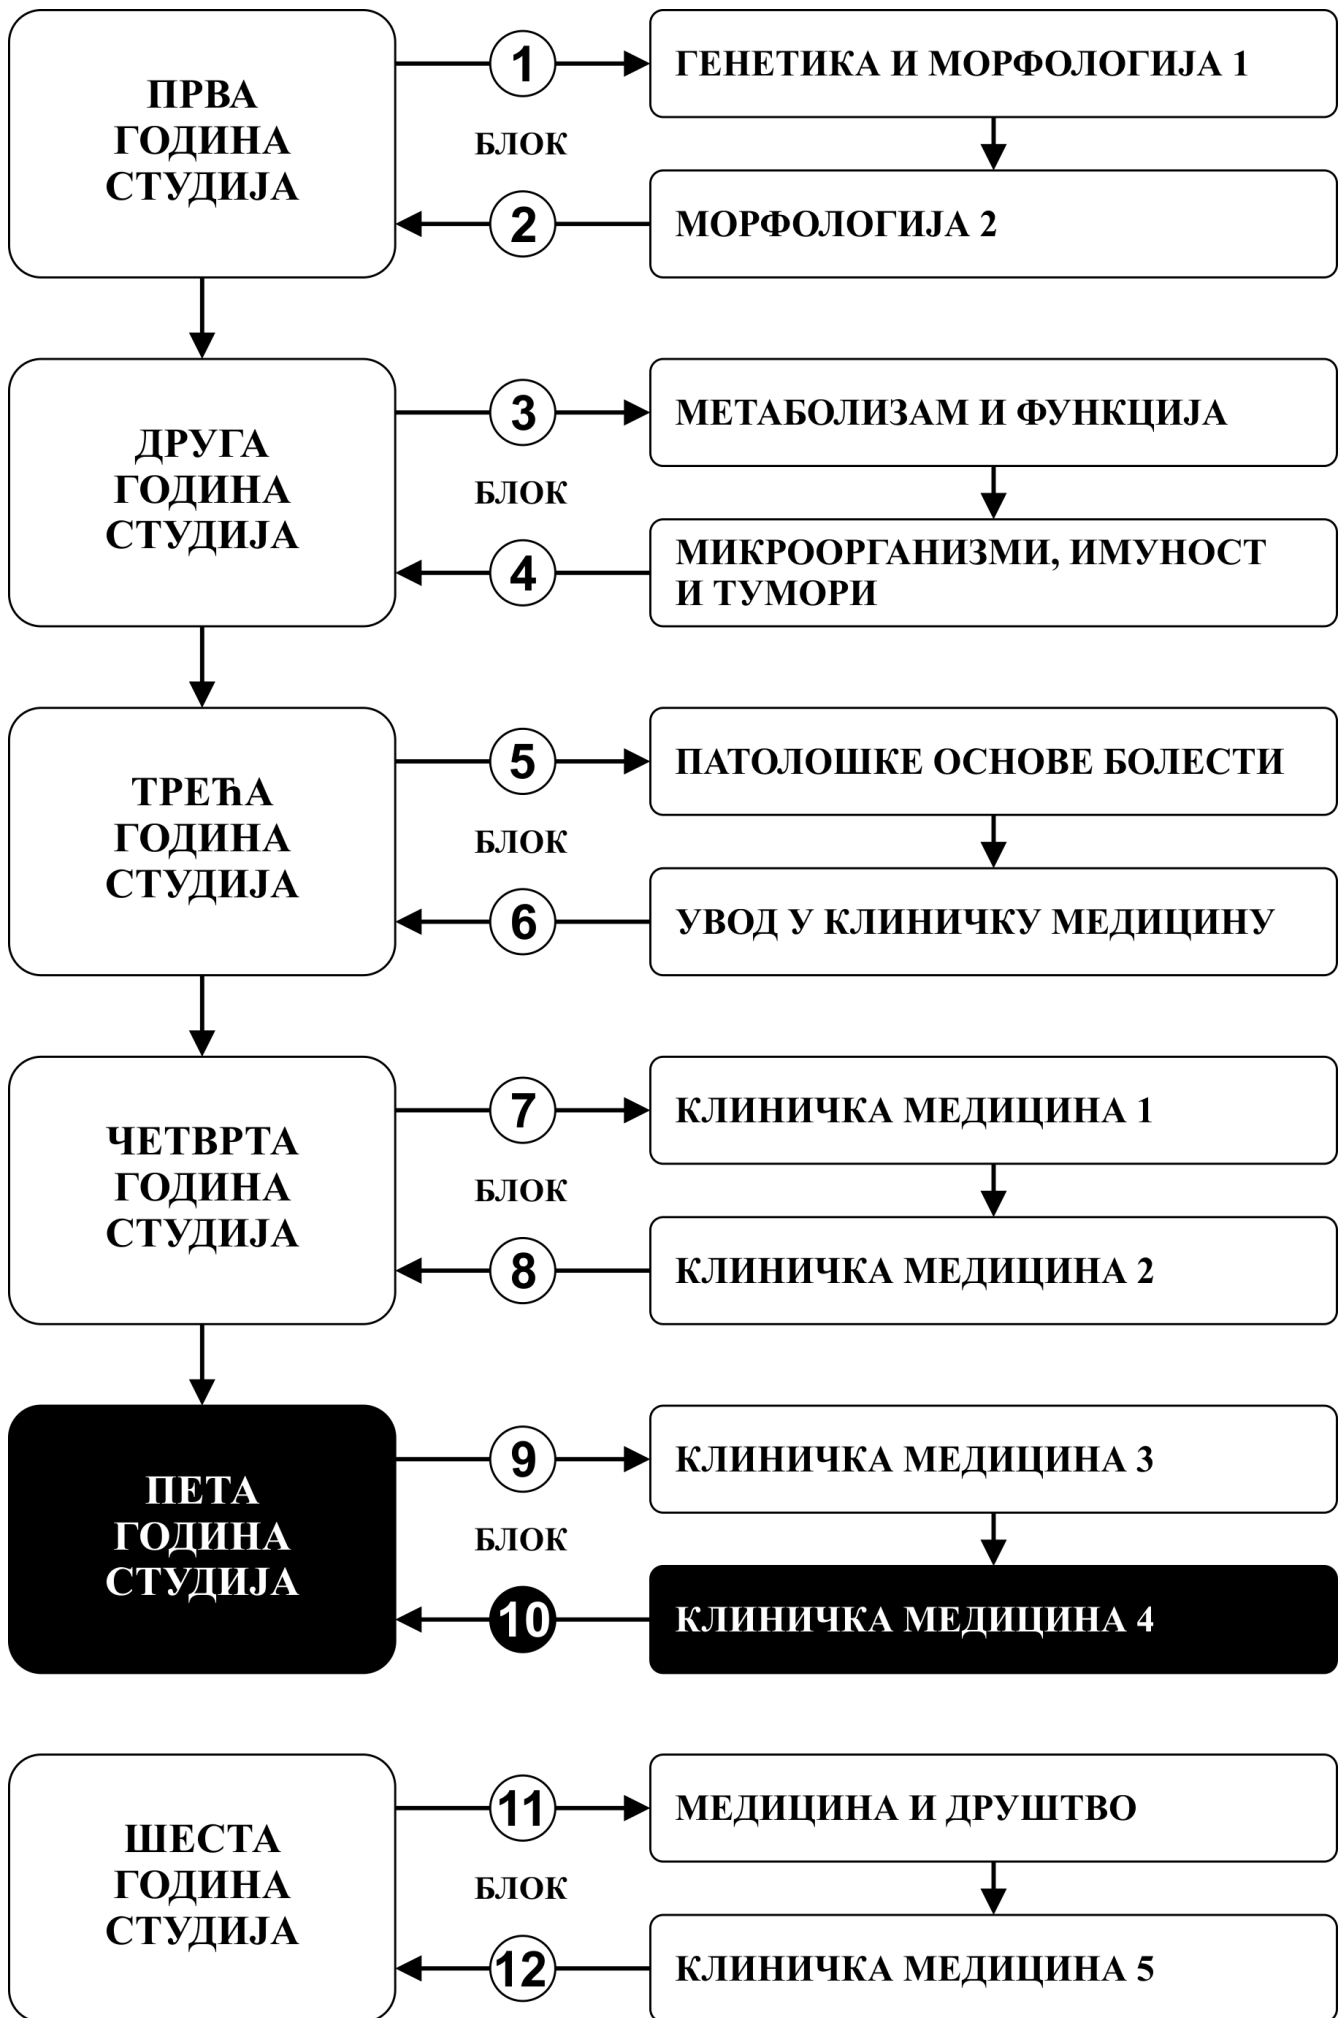 ПРВА
ГОДИНА
СТУДИЈА
1
БЛОК
2
ГЕНЕТИКА И МОРФОЛОГИЈА 1
МОРФОЛОГИЈА 2
ДРУГА
ГОДИНА
СТУДИЈА
3
БЛОК
4
МЕТАБОЛИЗАМ И ФУНКЦИЈА
МИКРООРГАНИЗМИ, ИМУНОСТ
И ТУМОРИ
ТРЕЋА
ГОДИНА
СТУДИЈА
5
БЛОК
6
ПАТОЛОШКЕ ОСНОВЕ БОЛЕСТИ
УВОД У КЛИНИЧКУ МЕДИЦИНУ
ЧЕТВРТА
ГОДИНА
СТУДИЈА
7
БЛОК
8
КЛИНИЧКА МЕДИЦИНА 1
КЛИНИЧКА МЕДИЦИНА 2
ПЕТА
ГОДИНА
СТУДИЈА
9
БЛОК
10
КЛИНИЧКА МЕДИЦИНА 3
КЛИНИЧКА МЕДИЦИНА 4
ШЕСТА
ГОДИНА
СТУДИЈА
11
БЛОК
12
МЕДИЦИНА И ДРУШТВО
КЛИНИЧКА МЕДИЦИНА 5